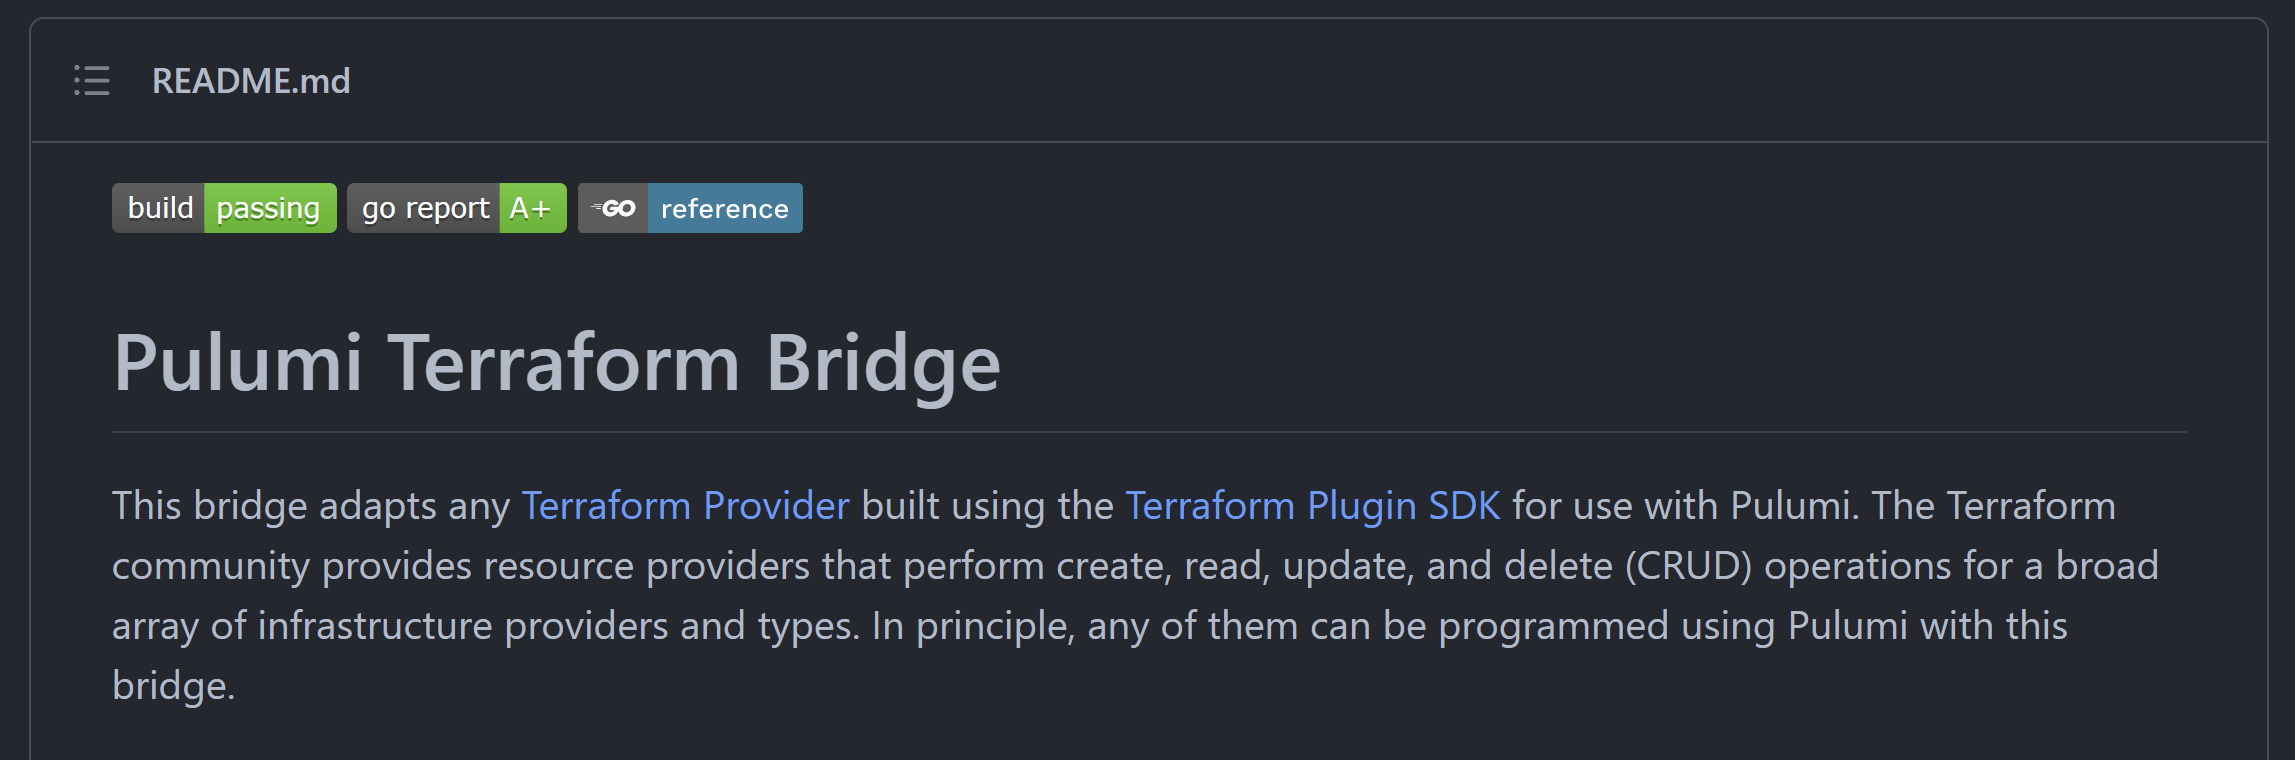 README.md
build passing go report A+ GO reference
Pulumi Terraform Bridge
This bridge adapts any Terraform Provider built using the Terraform Plugin SDK for use with Pulumi. The Terraform
community provides resource providers that perform create, read, update, and delete (CRUD) operations for a broad
array of infrastructure providers and types. In principle, any of them can be programmed using Pulumi with this
bridge.